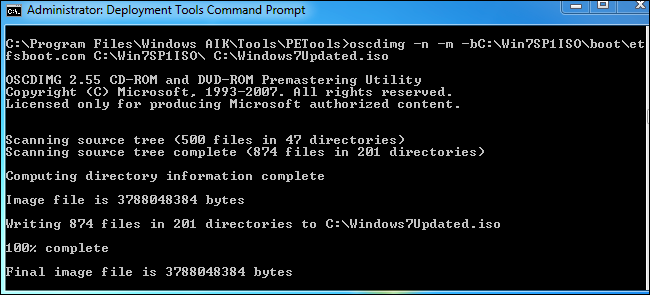 Administrator: Deployment Tools Command Prompt
C:\Program Files\Windows AIK\Tools\PETools>oscdimg -n -m -bC:\Win7SP1ISO\boot\et
fsboot.com C:\Win7SP1ISO\ C:\Windows7Updated.iso
OSCDIMG 2.55 CD-ROM and DVD-ROM Premastering Utility
Copyright (C) Microsoft, 1993-2007. All rights reserved.
Licensed only for producing Microsoft authorized content.
Scanning source tree (500 files in 47 directories)
Scanning source tree complete (874 files in 201 directories)
Computing directory information complete
Image file is 3788048384 bytes
Writing 874 files in 201 directories to C:\Windows7Updated.iso
100% complete
Final image file is 3788048384 bytes